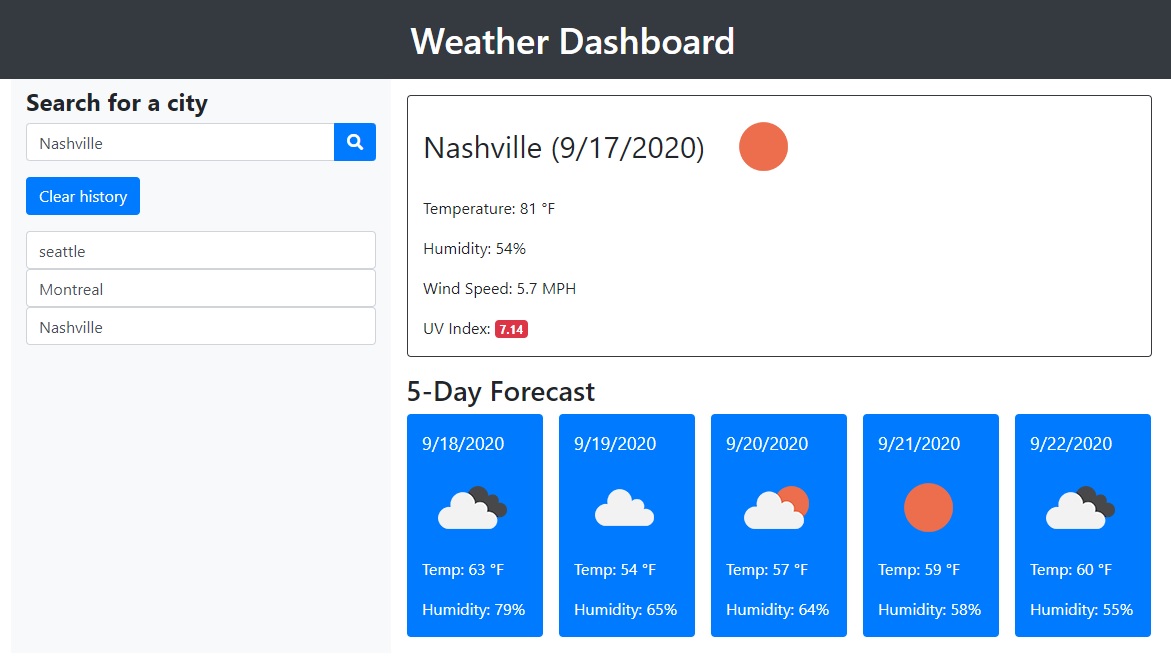 Weather Dashboard
Search for a city
Nashville
Clear history
seattle
Montreal
Nashville
Nashville (9/17/2020)
Temperature: 81 °F
Humidity: 54%
Wind Speed: 5.7 MPH
UV Index: 7.14
5-Day Forecast
9/18/2020
Temp: 63 °F
Humidity: 79%
9/19/2020
Temp: 54 °F
Humidity: 65%
9/20/2020
Temp: 57 °F
Humidity: 64%
9/21/2020
Temp: 59 °F
Humidity: 58%
9/22/2020
Temp: 60 °F
Humidity: 55%